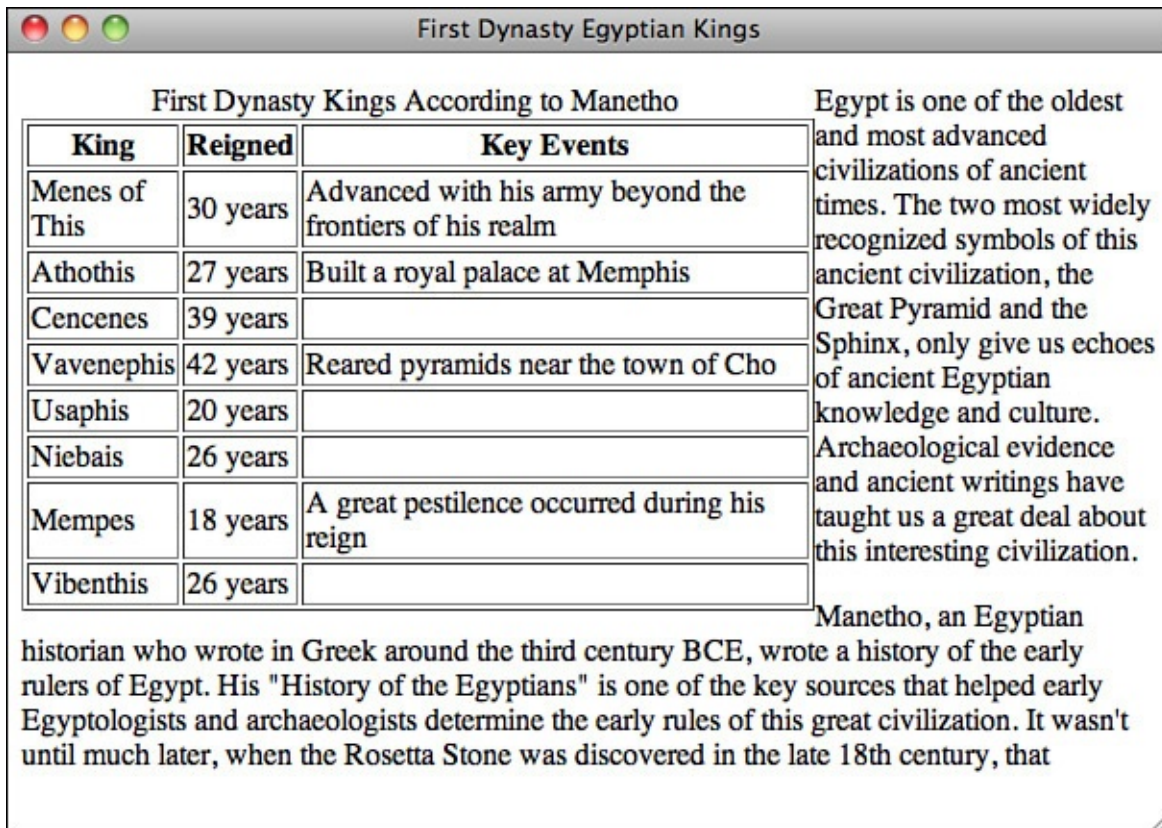 First Dynasty Egyptian Kings
First Dynasty Kings According to Manetho
King Reigned Key Events
Menes of This 30 years Advanced with his army beyond the frontiers of his realm
Athothis 27 years Built a royal palace at Memphis
Cencenes 39 years
Vavenephis 42 years Reared pyramids near the town of Cho
Usaphis 20 years
Niebais 26 years
Mempes 18 years A great pestilence occurred during his reign
Vibenthis 26 years
Egypt is one of the oldest
and most advanced
civilizations of ancient
times. The two most widely
recognized symbols of this
ancient civilization, the
Great Pyramid and the
Sphinx, only give us echoes
of ancient Egyptian
knowledge and culture.
Archaeological evidence
and ancient writings have
taught us a great deal about
this interesting civilization.
Manetho, an Egyptian
historian who wrote in Greek around the third century BCE, wrote a history of the early
rulers of Egypt. His "History of the Egyptians" is one of the key sources that helped early
Egyptologists and archaeologists determine the early rules of this great civilization. It wasn't
until much later, when the Rosetta Stone was discovered in the late 18th century, that